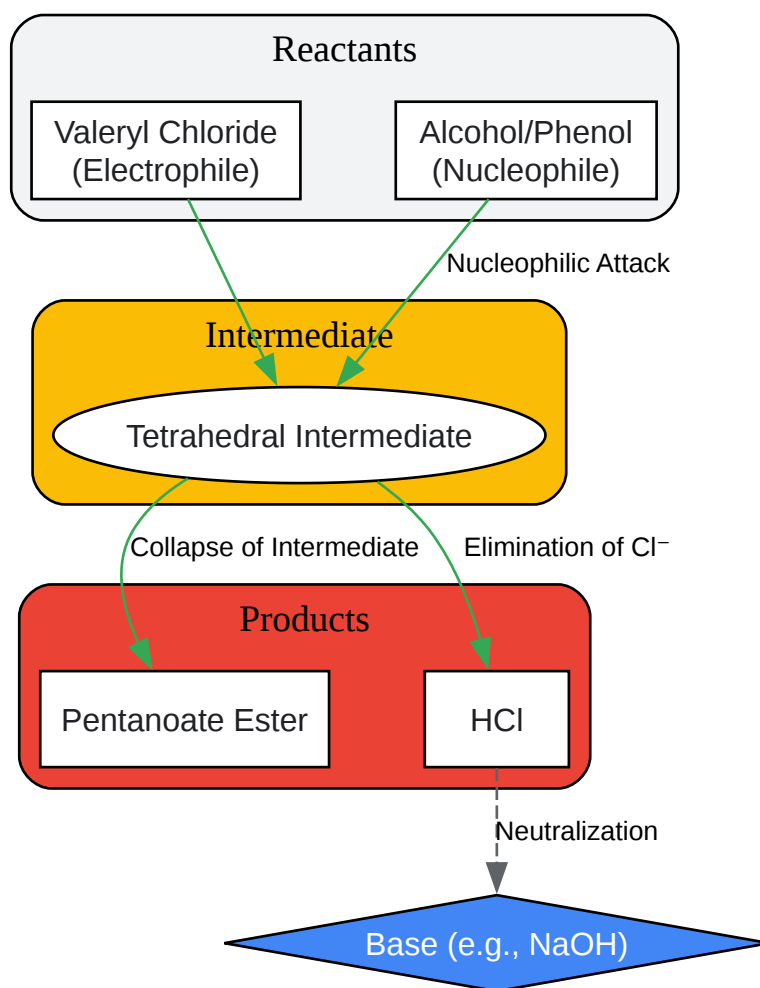 Reactants
Valeryl Chloride
(Electrophile)
Alcohol/Phenol
(Nucleophile)
Nucleophilic Attack
Intermediate
Tetrahedral Intermediate
Collapse of Intermediate
Elimination of Cl⁻
Products
Pentanoate Ester
HCl
Neutralization
Base (e.g., NaOH)